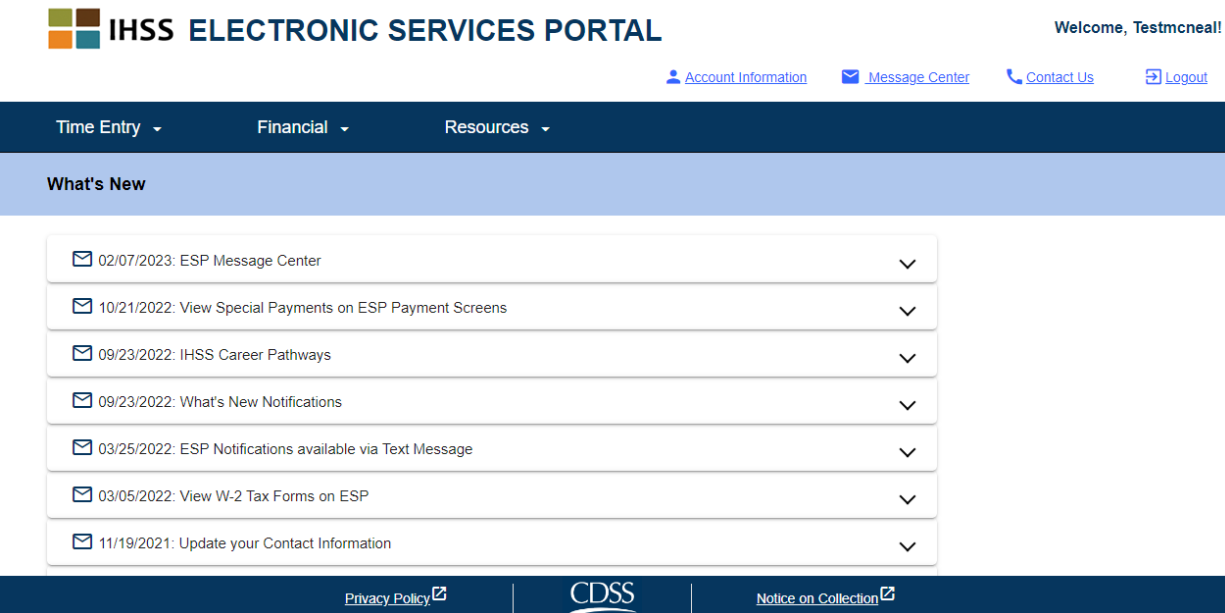 IHSS ELECTRONIC SERVICES PORTAL
Welcome, Testmcneal!
Account Information Message Center Contact Us Logout
Time Entry Financial Resources
What's New
02/07/2023: ESP Message Center
10/21/2022: View Special Payments on ESP Payment Screens
09/23/2022: IHSS Career Pathways
09/23/2022: What's New Notifications
03/25/2022: ESP Notifications available via Text Message
03/05/2022: View W-2 Tax Forms on ESP
11/19/2021: Update your Contact Information
Privacy Policy CDSS Notice on Collection